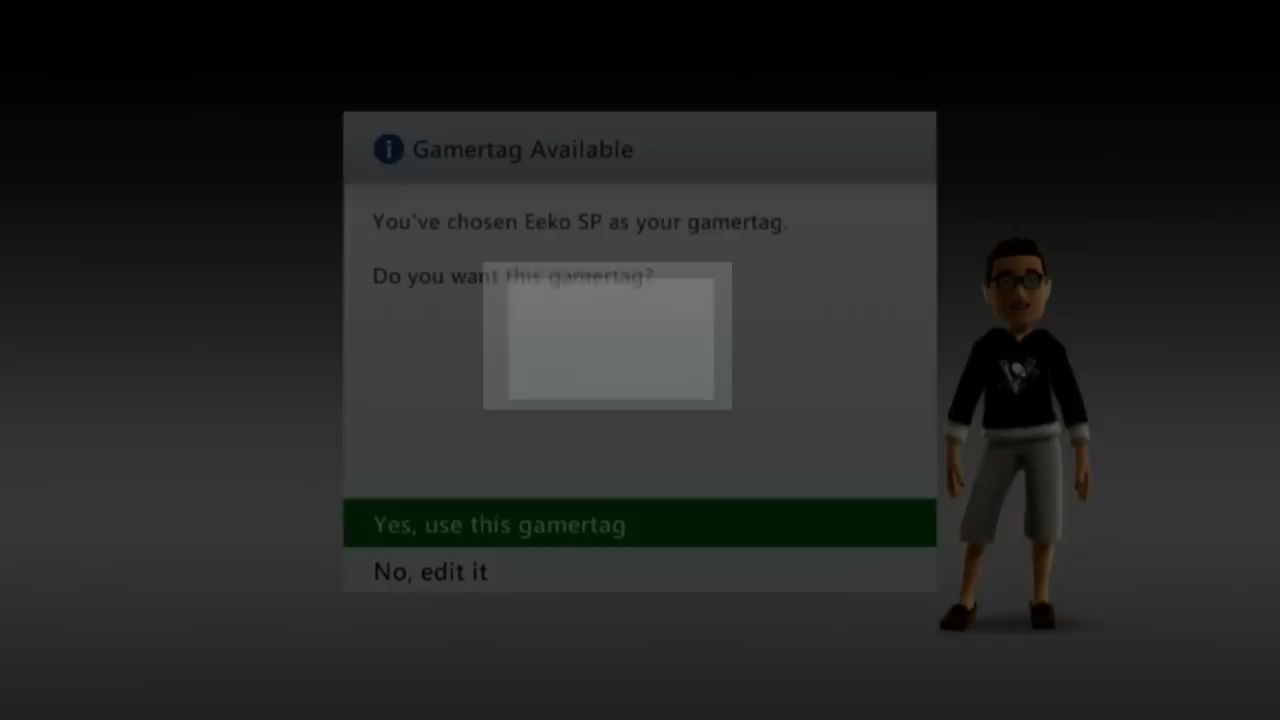 Gamertag Available
You've chosen Eeko SP as your gamertag.
Do you want this gamertag?
Yes, use this gamertag
No, edit it